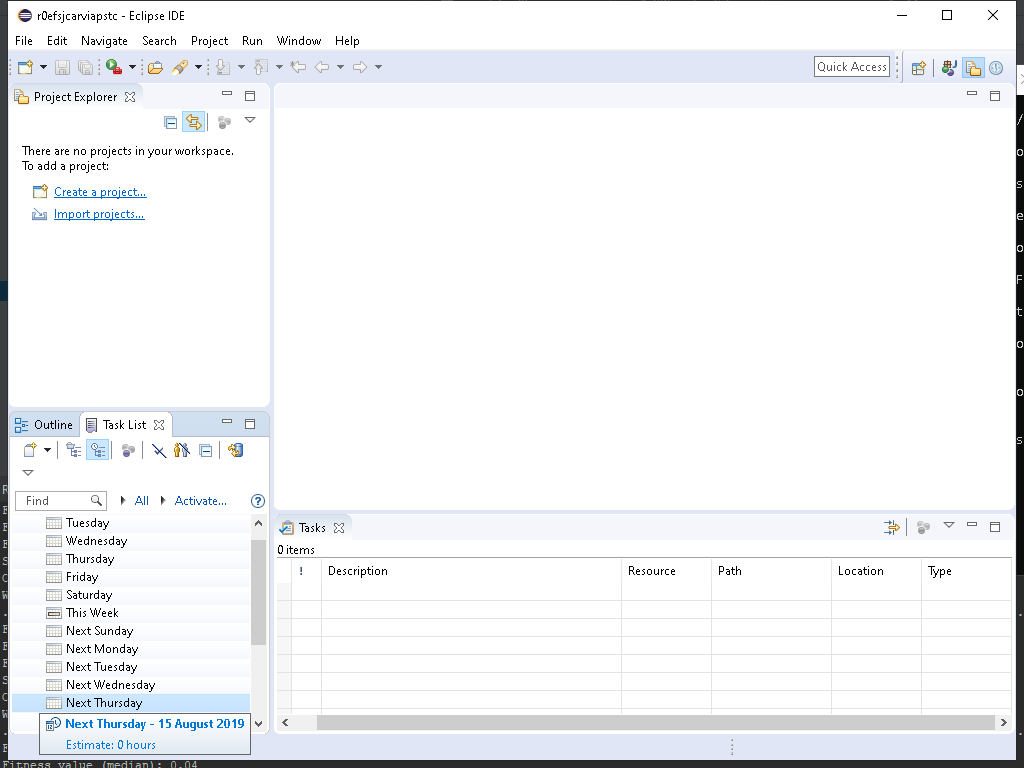 r0efsjcarviapstc - Eclipse IDE
File Edit Navigate Search Project Run Window Help
Quick Access
Project Explorer
There are no projects in your workspace.
To add a project:
Create a project...
Import projects...
Outline Task List
Find All Activate...
Tuesday
Wednesday
Thursday
Friday
Saturday
This Week
Next Sunday
Next Monday
Next Tuesday
Next Wednesday
Next Thursday
Next Thursday - 15 August 2019
Estimate: 0 hours
Tasks
0 items
! Description Resource Path Location Type
Fitness value (median): 0.04